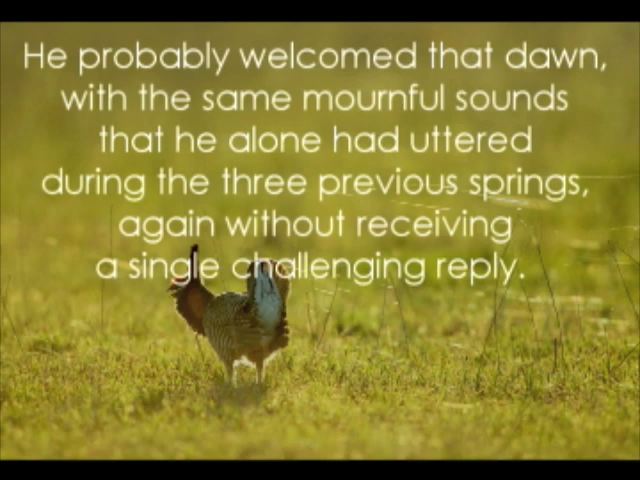 He probably welcomed that dawn,
with the same mournful sounds
that he alone had uttered
during the three previous springs,
again without receiving
a single challenging reply.